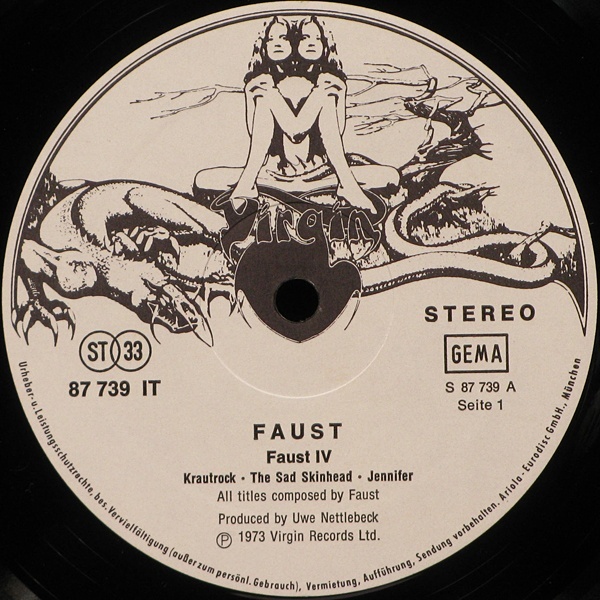 Virgin
STEREO
ST 33
GEMA
87 739 IT
S 87 739 A
Seite 1
FAUST
Faust IV
Krautrock • The Sad Skinhead • Jennifer
All titles composed by Faust
Produced by Uwe Nettlebeck
Ⓟ 1973 Virgin Records Ltd.
Urheber- u. Leistungsschutzrechte, bes. Vervielfältigung (außer zum persönl. Gebrauch), Vermietung, Aufführung, Sendung vorbehalten. Ariola-Eurodisc GmbH., München